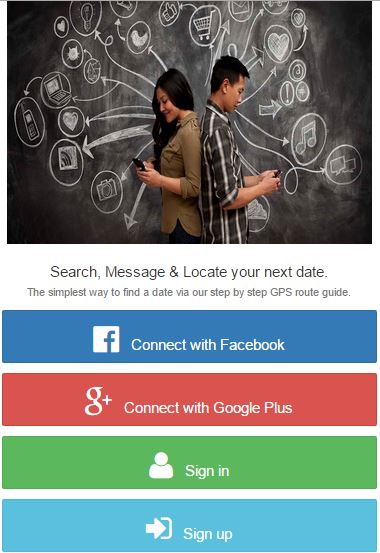 Search, Message & Locate your next date.
The simplest way to find a date via our step by step GPS route guide.
Connect with Facebook
g+ Connect with Google Plus
Sign in
Sign up